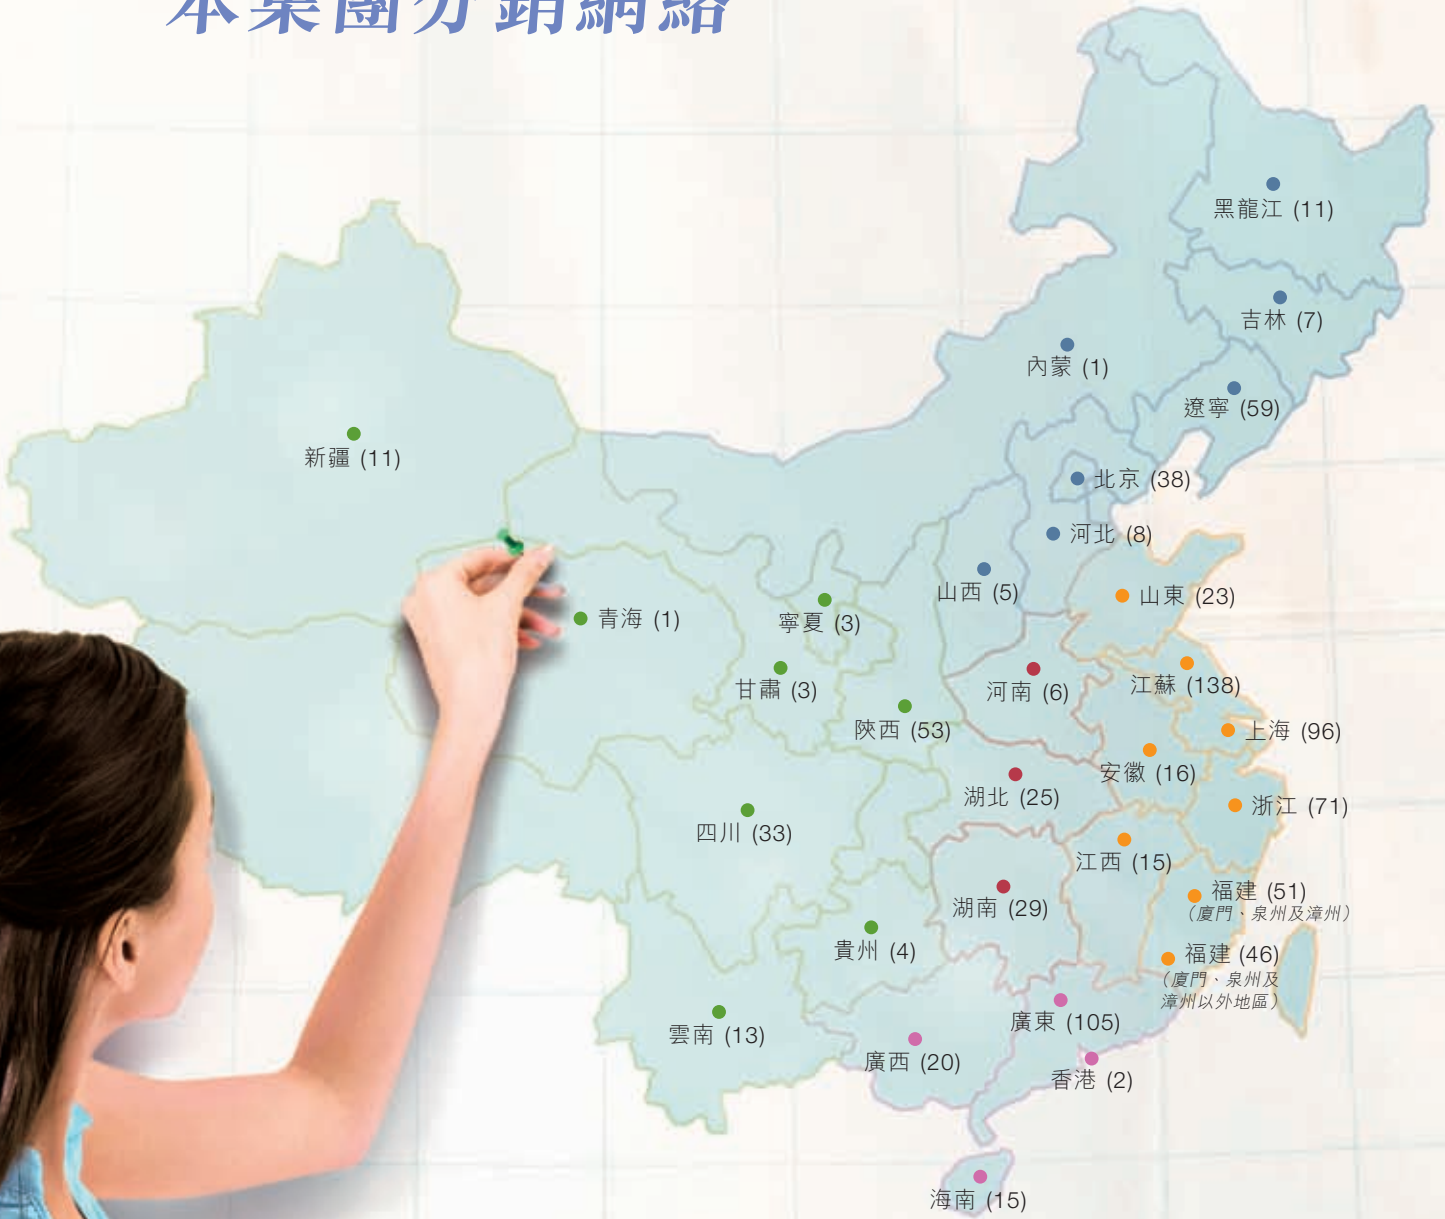 本集團分銷網絡
黑龍江 (11)
吉林 (7)
內蒙 (1)
遼寧 (59)
新疆 (11)
北京 (38)
河北 (8)
山西 (5)
山東 (23)
青海 (1)
寧夏 (3)
甘肅 (3)
河南 (6)
江蘇 (138)
陝西 (53)
上海 (96)
安徽 (16)
湖北 (25)
浙江 (71)
四川 (33)
江西 (15)
福建 (51)
（廈門、泉州及漳州）
湖南 (29)
貴州 (4)
福建 (46)
（廈門、泉州及
漳州以外地區）
廣東 (105)
雲南 (13)
廣西 (20)
香港 (2)
海南 (15)